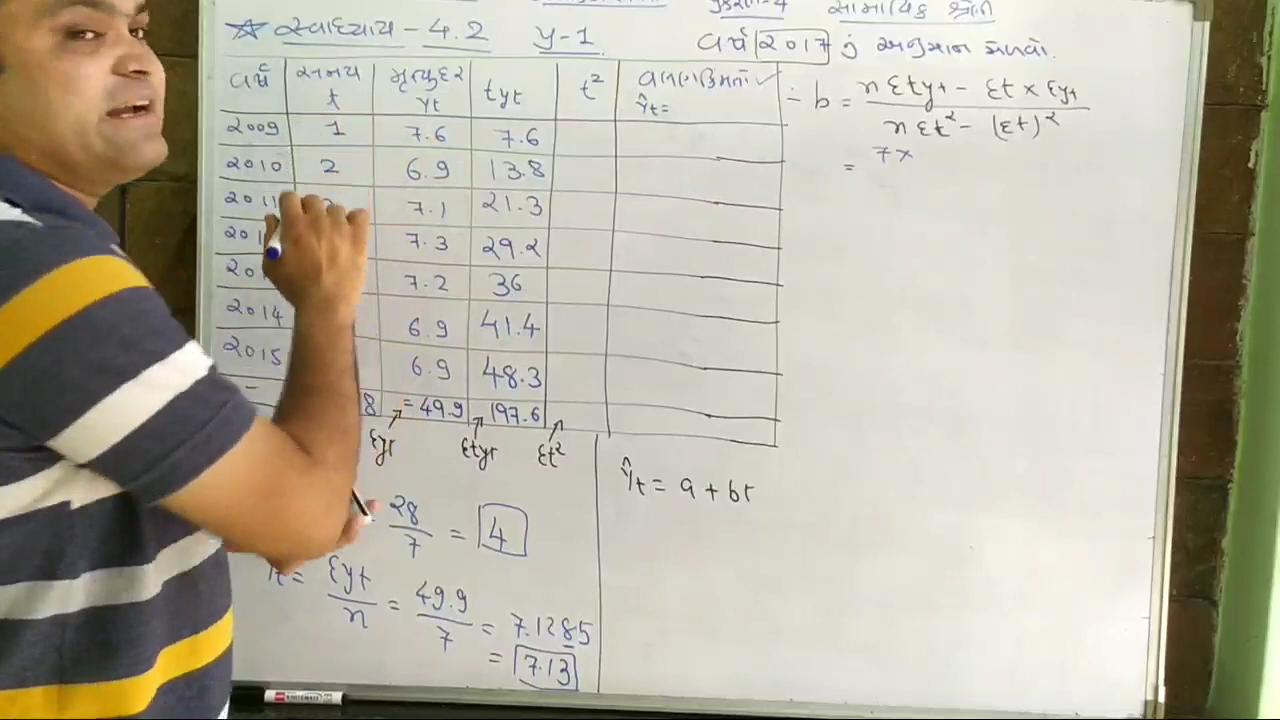 પ્રકરણ-4 સામાયિક શ્રેણી
☆ સ્વાધ્યાય - 4.2 પ્ર-1 વર્ષ 2017 નું અનુમાન મેળવો.
વર્ષ સમય t મૃત્યુદર yt tyt t² વલણકિંમતો ✓ ŷt=
2009 1 7.6 7.6
2010 2 6.9 13.8
2011 7.1 21.3
7.3 29.2
7.2 36
2014 6.9 41.4
2015 6.9 48.3
8 = 49.9 197.6
Σyt Σtyt Σt²
28/7 = 4
Σyt/n = 49.9/7 = 7.1285
= 7.13
ŷt = a + bt
∴ b = nΣtyt - Σt × Σyt / nΣt² - (Σt)²
= 7×